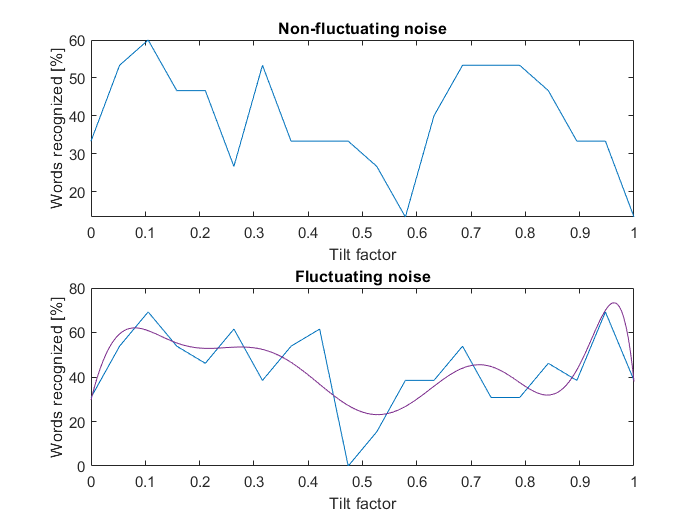 Non-fluctuating noise
60
50
40
30
20
Words recognized [%]
0 0.1 0.2 0.3 0.4 0.5 0.6 0.7 0.8 0.9 1
Tilt factor
Fluctuating noise
80
60
40
20
0
Words recognized [%]
0 0.1 0.2 0.3 0.4 0.5 0.6 0.7 0.8 0.9 1
Tilt factor